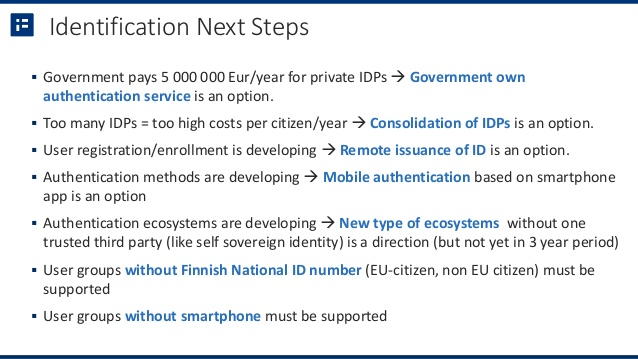 Identification Next Steps
▪ Government pays 5 000 000 Eur/year for private IDPs → Government own
authentication service is an option.
▪ Too many IDPs = too high costs per citizen/year → Consolidation of IDPs is an option.
▪ User registration/enrollment is developing → Remote issuance of ID is an option.
▪ Authentication methods are developing → Mobile authentication based on smartphone
app is an option
▪ Authentication ecosystems are developing → New type of ecosystems without one
trusted third party (like self sovereign identity) is a direction (but not yet in 3 year period)
▪ User groups without Finnish National ID number (EU-citizen, non EU citizen) must be
supported
▪ User groups without smartphone must be supported